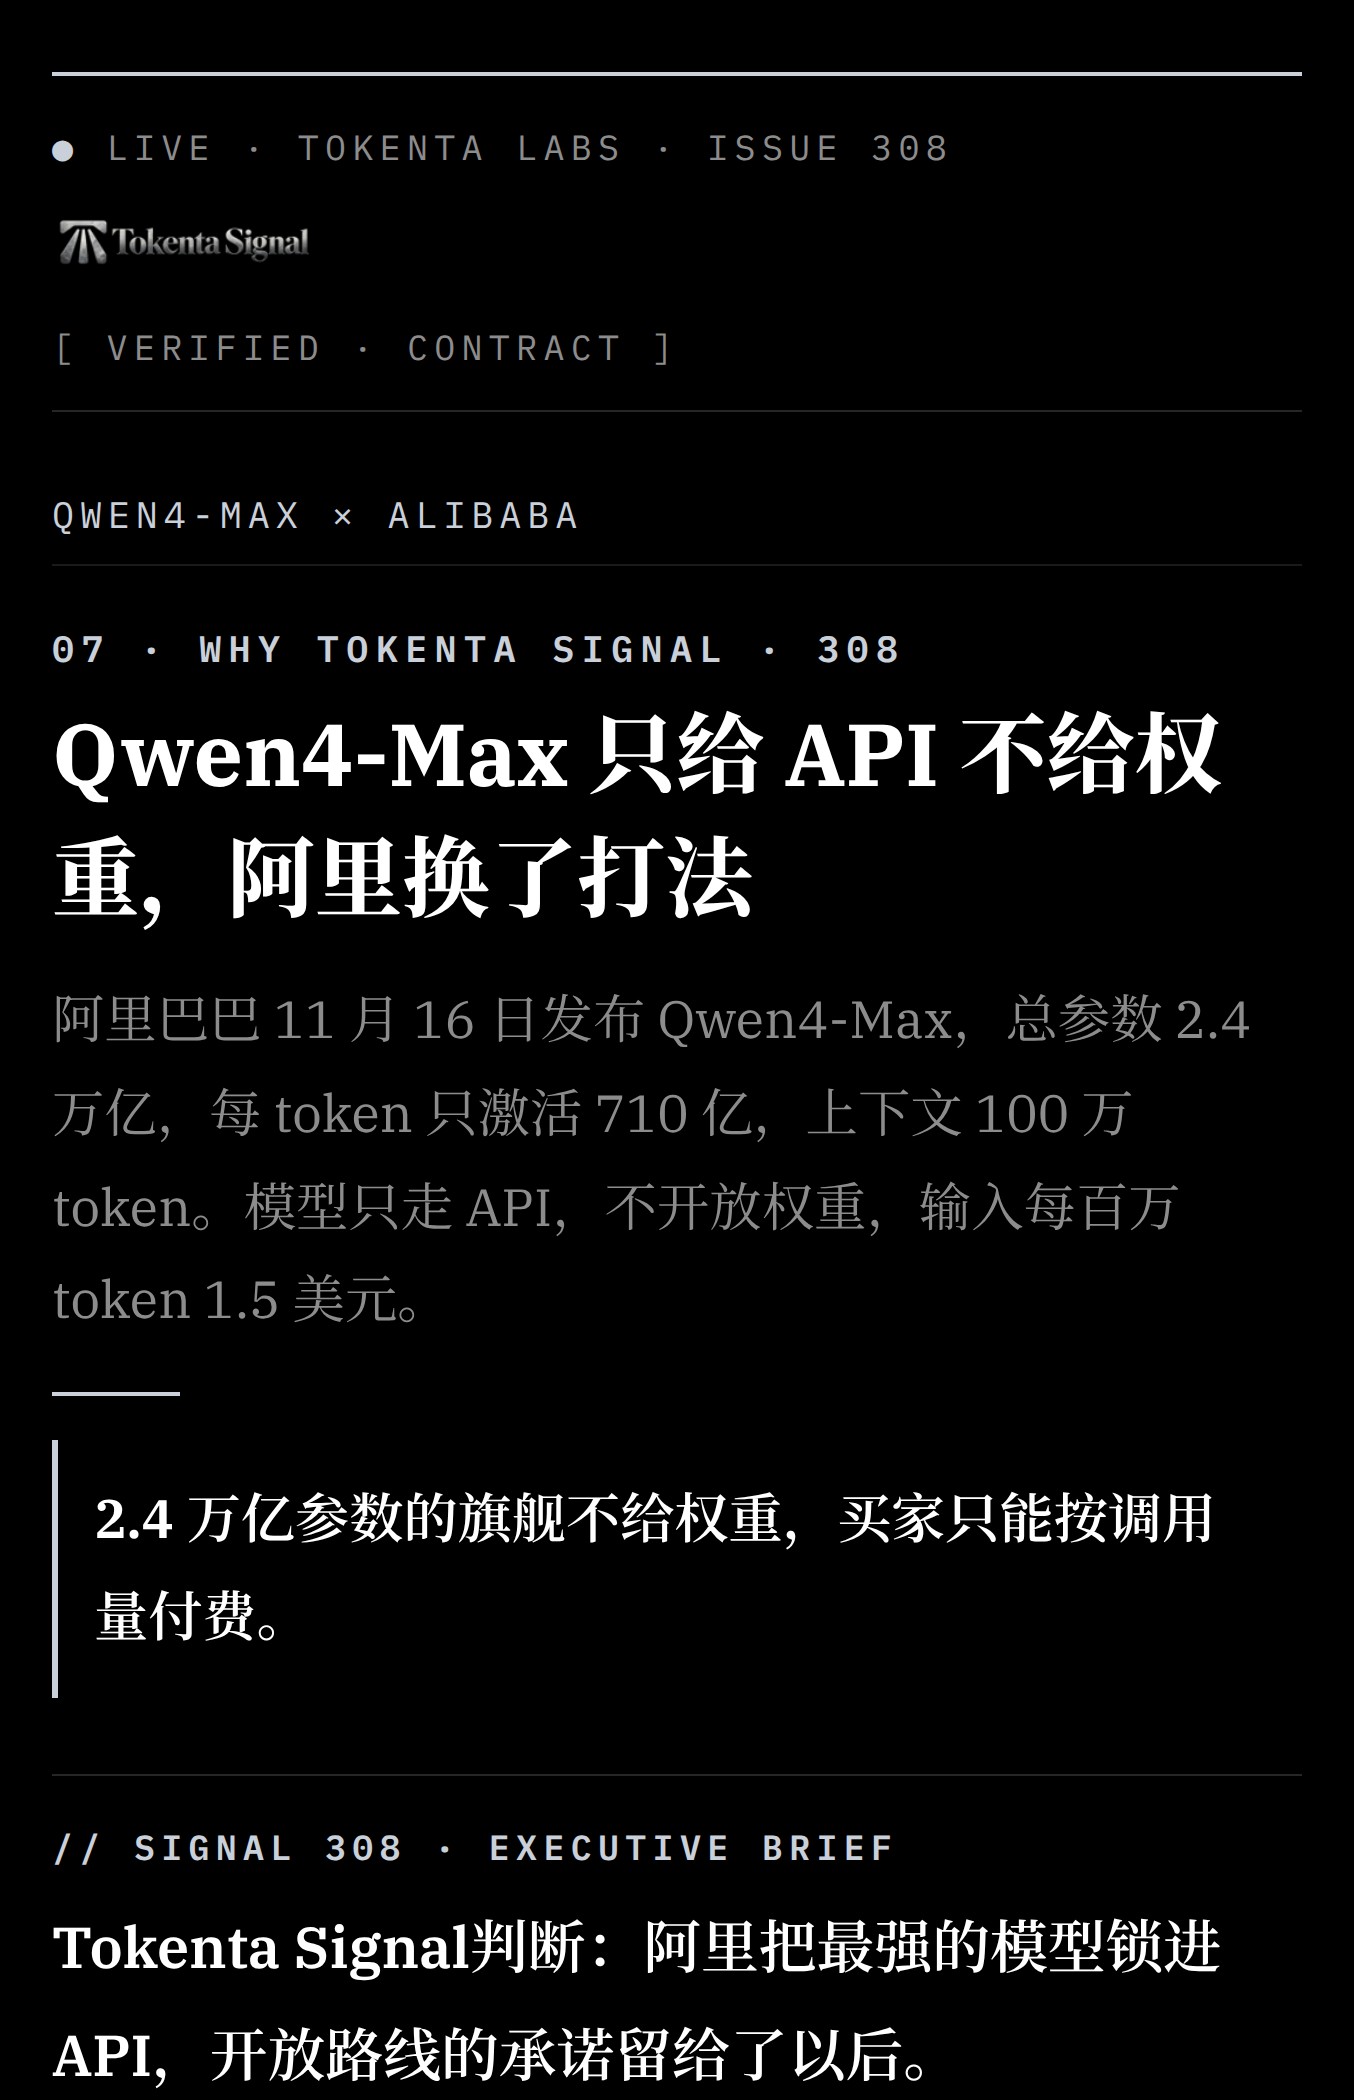 ● LIVE · TOKENTA LABS · ISSUE 308
Tokenta Signal
[ VERIFIED · CONTRACT ]
QWEN4-MAX × ALIBABA
07 · WHY TOKENTA SIGNAL · 308
Qwen4-Max 只给 API 不给权
重，阿里换了打法
阿里巴巴 11 月 16 日发布 Qwen4-Max，总参数 2.4
万亿，每 token 只激活 710 亿，上下文 100 万
token。模型只走 API，不开放权重，输入每百万
token 1.5 美元。
2.4 万亿参数的旗舰不给权重，买家只能按调用
量付费。
// SIGNAL 308 · EXECUTIVE BRIEF
Tokenta Signal判断：阿里把最强的模型锁进
API，开放路线的承诺留给了以后。